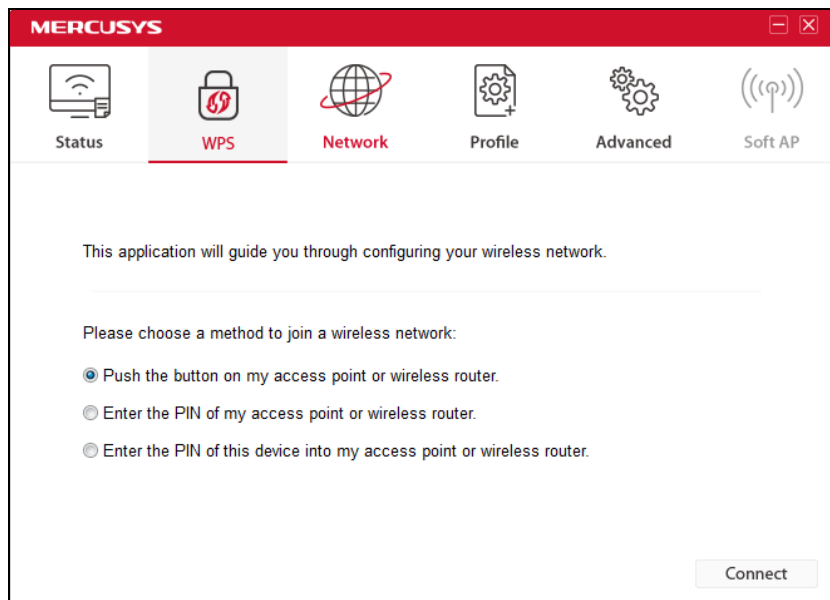 MERCUSYS
Status WPS Network Profile Advanced Soft AP
This application will guide you through configuring your wireless network.
Please choose a method to join a wireless network:
Push the button on my access point or wireless router.
Enter the PIN of my access point or wireless router.
Enter the PIN of this device into my access point or wireless router.
Connect